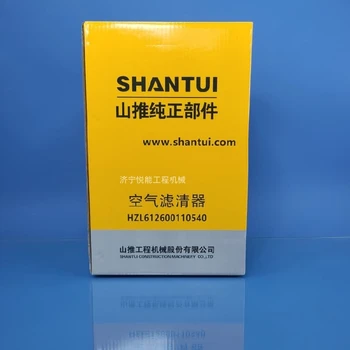 SHANTUI
山推纯正部件
www.shantui.com
济宁悦能工程机械
空气滤清器
HZL612600110540
山推工程机械股份有限公司
SHANTUI CONSTRUCTION MACHINERY CO.,LTD